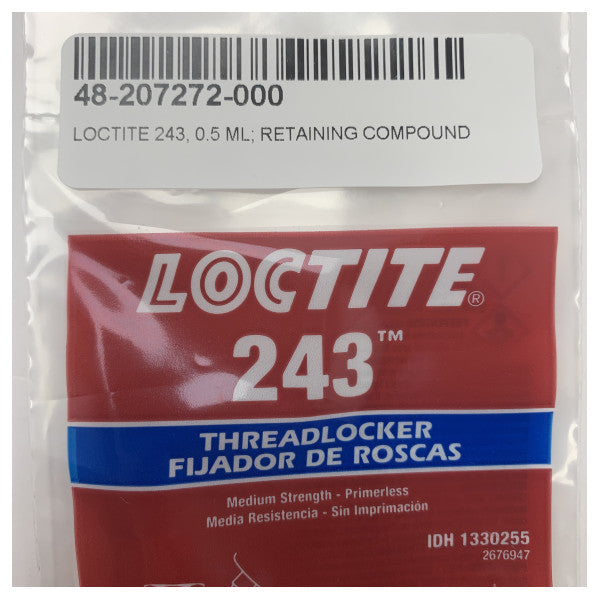 48-207272-000
LOCTITE 243, 0.5 ML; RETAINING COMPOUND
LOCTITE®
243™
THREADLOCKER
FIJADOR DE ROSCAS
Medium Strength - Primerless
Media Resistencia - Sin Imprimación
IDH 1330255
2676947